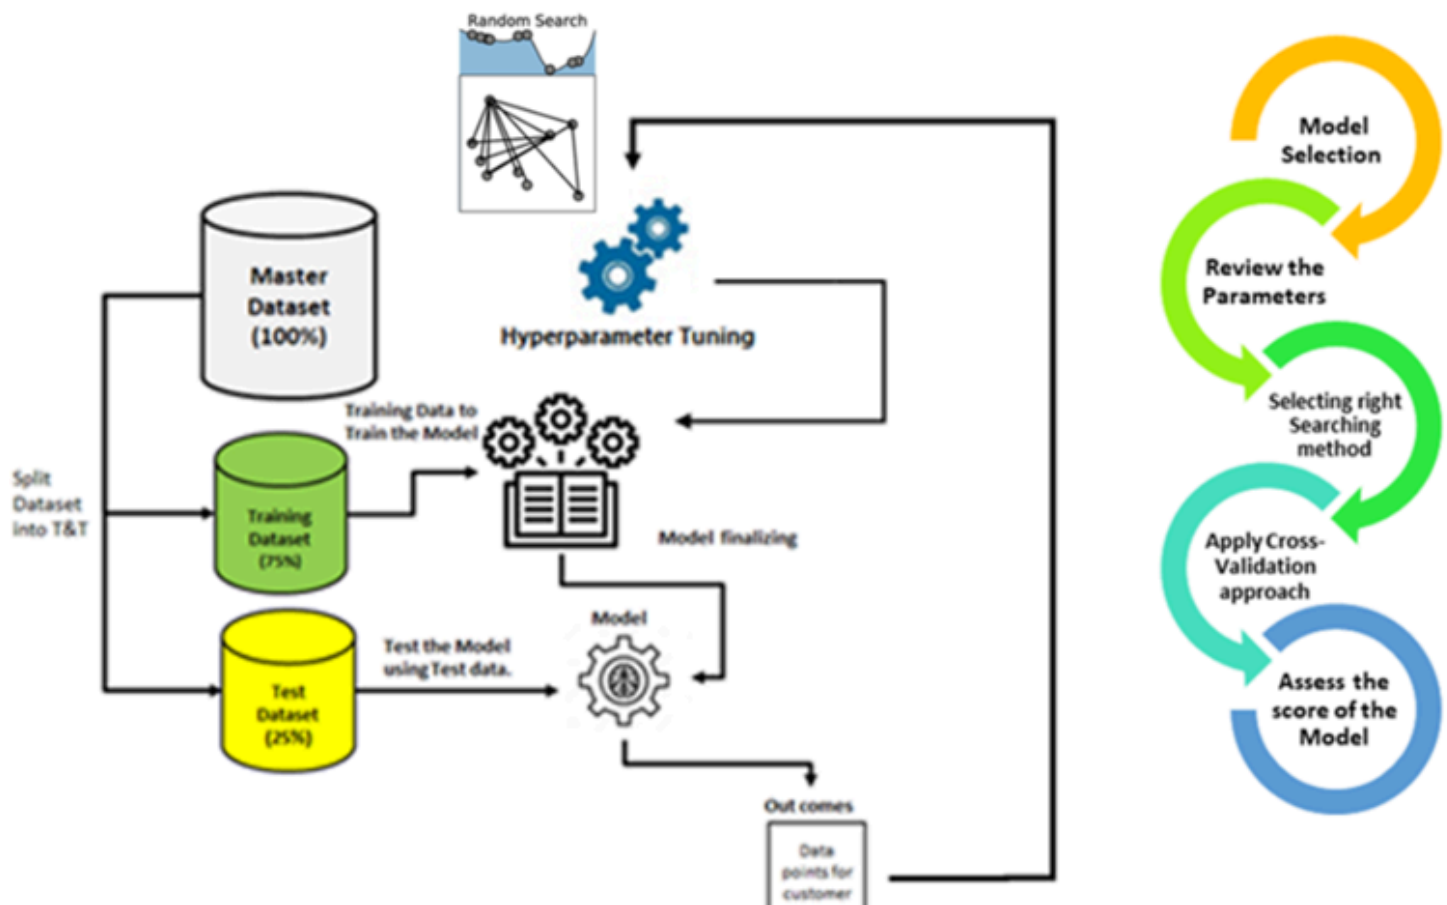 Random Search
Master
Dataset
(100%)
Hyperparameter Tuning
Training Data to
Train the Model
Split
Dataset
into T&T
Training
Dataset
(75%)
Model finalizing
Test the Model
using Test data.
Model
Test
Dataset
(25%)
Out comes
Data
points for
customer
Model
Selection
Review the
Parameters
Selecting right
Searching
method
Apply Cross-
Validation
approach
Assess the
score of the
Model